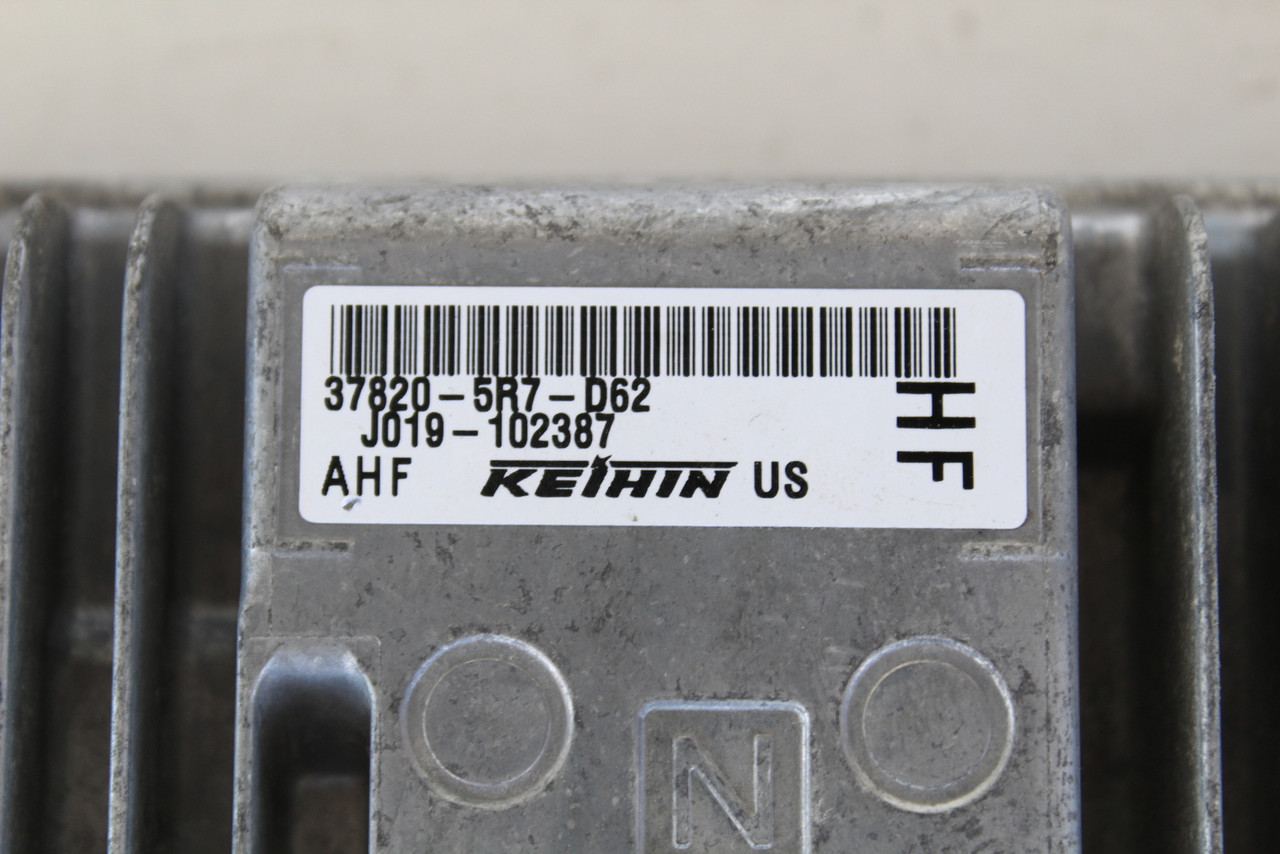 37820-5R7-D62
J019-102387
AHF KEIHIN US
HF
N